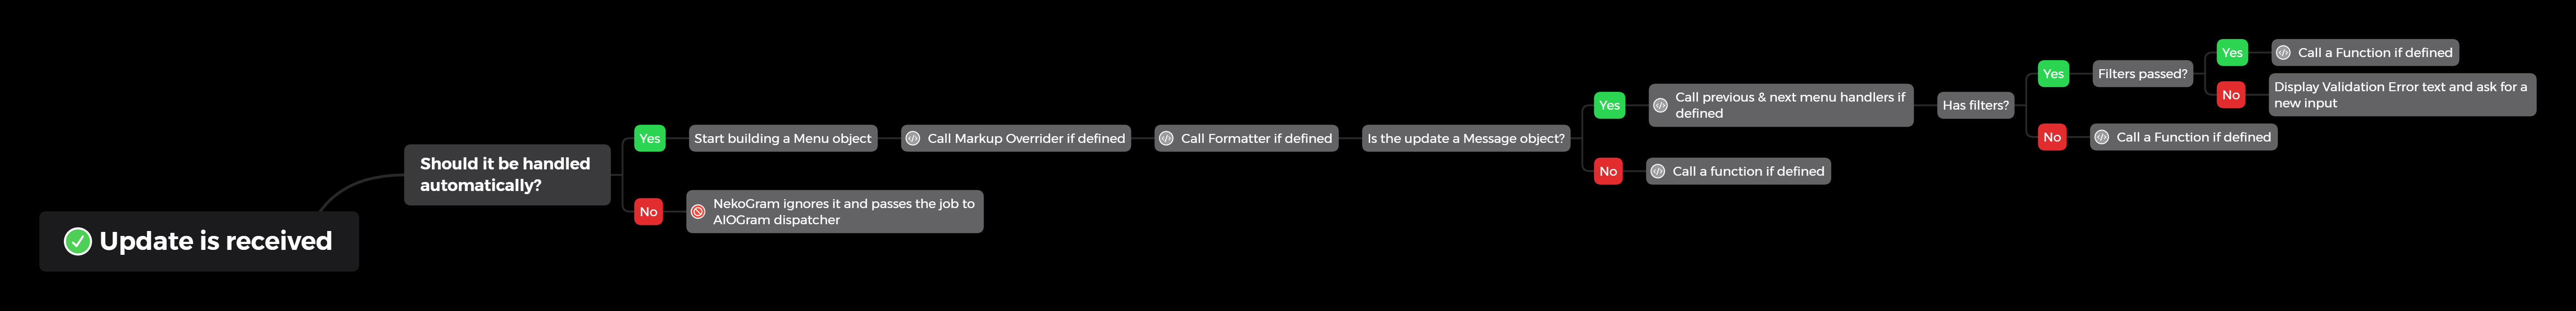 Update is received
Should it be handled
automatically?
Yes
Start building a Menu object
Call Markup Overrider if defined
Call Formatter if defined
Is the update a Message object?
Yes
Call previous & next menu handlers if
defined
Has filters?
Yes
Filters passed?
Yes
Call a Function if defined
No
Display Validation Error text and ask for a
new input
No
Call a Function if defined
No
Call a function if defined
No
NekoGram ignores it and passes the job to
AIOGram dispatcher